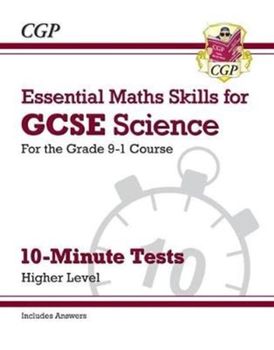 CGP
CGP
Essential Maths Skills for
GCSE Science
For the Grade 9-1 Course
10-Minute Tests
Higher Level
Includes Answers